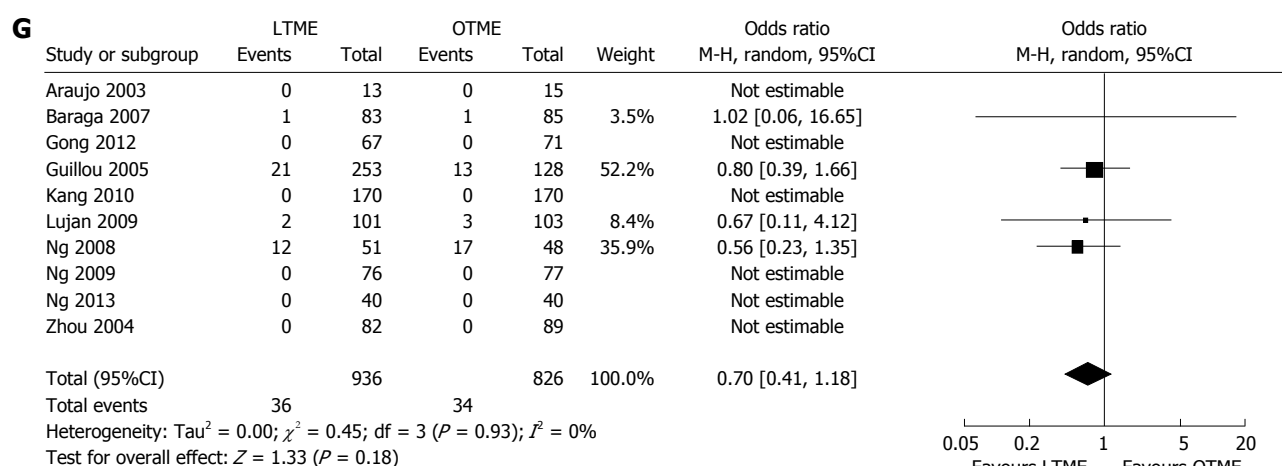 G
LTME OTME Odds ratio Odds ratio
Study or subgroup Events Total Events Total Weight M-H, random, 95%CI M-H, random, 95%CI
Araujo 2003 0 13 0 15 Not estimable
Baraga 2007 1 83 1 85 3.5% 1.02 [0.06, 16.65]
Gong 2012 0 67 0 71 Not estimable
Guillou 2005 21 253 13 128 52.2% 0.80 [0.39, 1.66]
Kang 2010 0 170 0 170 Not estimable
Lujan 2009 2 101 3 103 8.4% 0.67 [0.11, 4.12]
Ng 2008 12 51 17 48 35.9% 0.56 [0.23, 1.35]
Ng 2009 0 76 0 77 Not estimable
Ng 2013 0 40 0 40 Not estimable
Zhou 2004 0 82 0 89 Not estimable
Total (95%CI) 936 826 100.0% 0.70 [0.41, 1.18]
Total events 36 34
Heterogeneity: Tau² = 0.00; χ² = 0.45; df = 3 (P = 0.93); I² = 0%
0.05 0.2 1 5 20
Test for overall effect: Z = 1.33 (P = 0.18)
Favours LTME Favours OTME